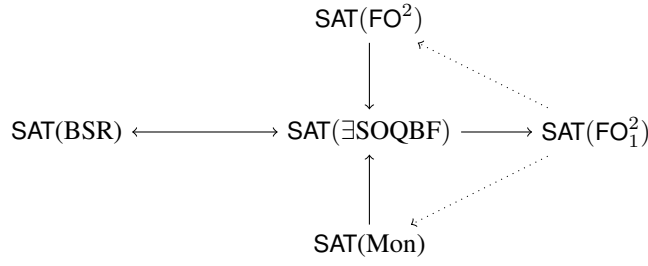 SAT(FO²)
SAT(BSR) SAT(∃SOQBF) SAT(FO²₁)
SAT(Mon)